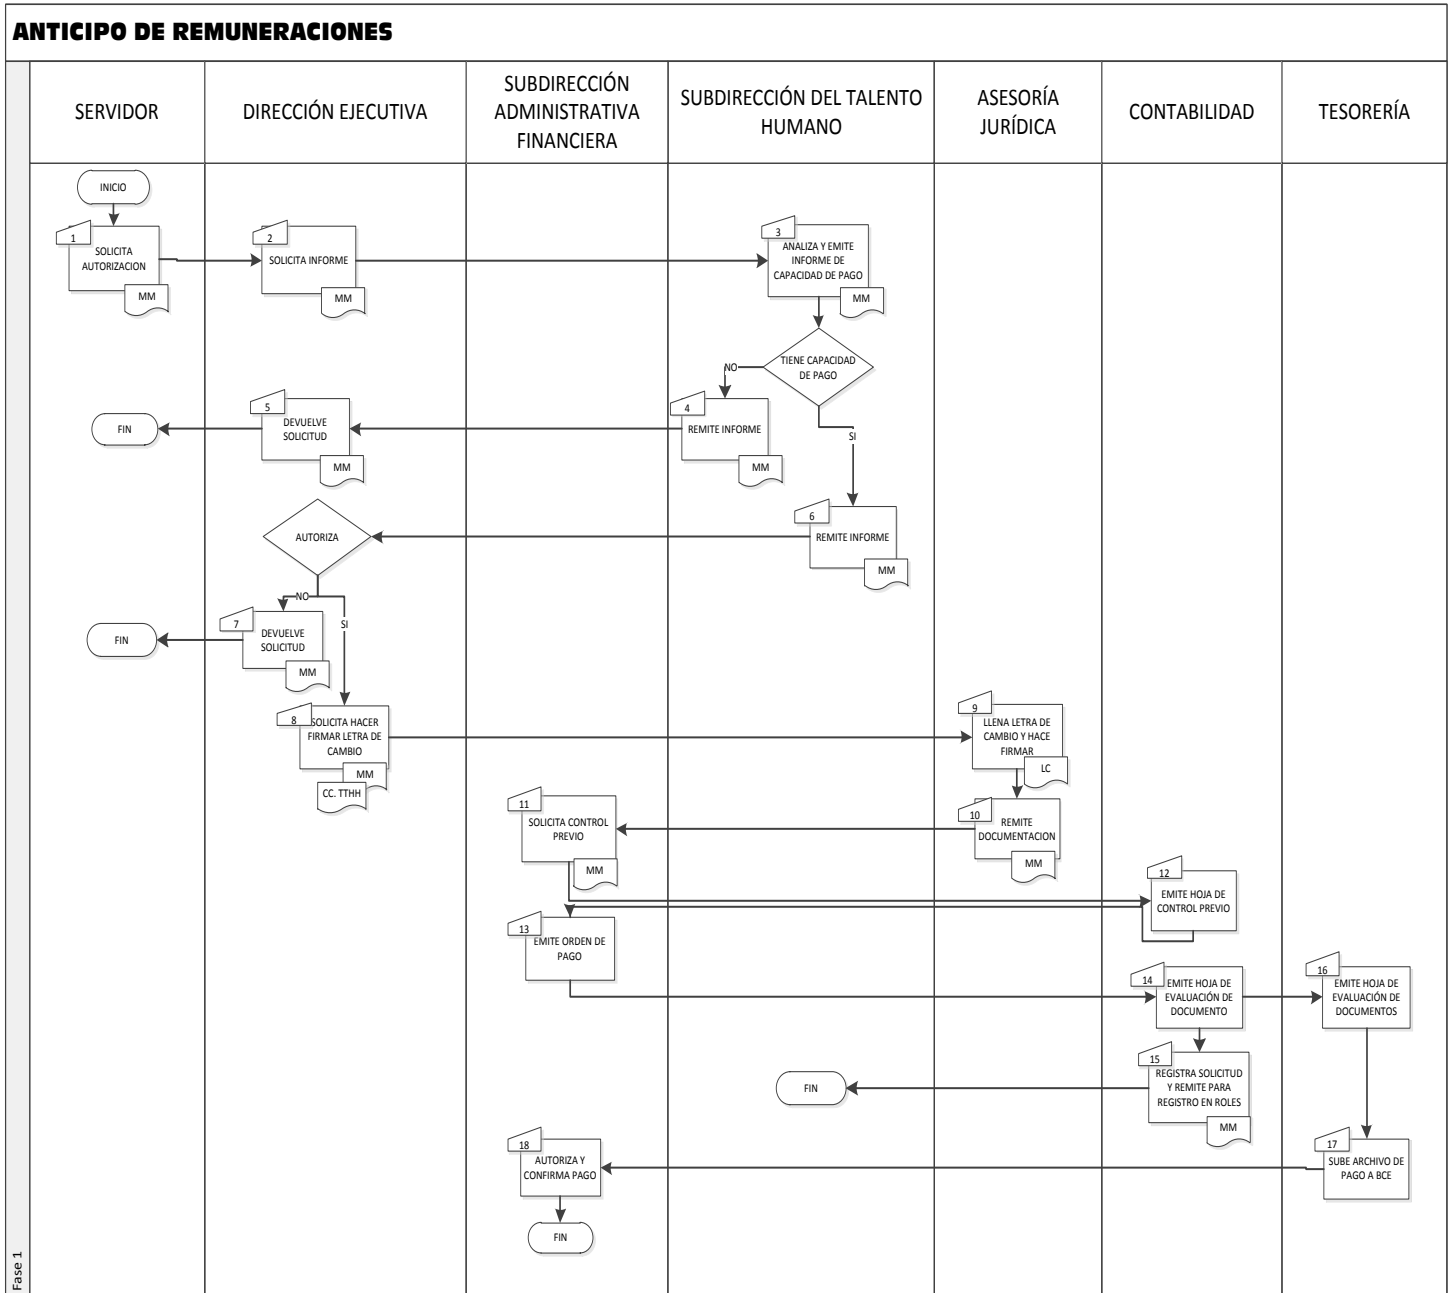 ANTICIPO DE REMUNERACIONES
SERVIDOR
DIRECCIÓN EJECUTIVA
SUBDIRECCIÓN
ADMINISTRATIVA
FINANCIERA
SUBDIRECCIÓN DEL TALENTO
HUMANO
ASESORÍA
JURÍDICA
CONTABILIDAD
TESORERÍA
INICIO
1
SOLICITA
AUTORIZACION
MM
2
SOLICITA INFORME
MM
3
ANALIZA Y EMITE
INFORME DE
CAPACIDAD DE PAGO
MM
TIENE CAPACIDAD
DE PAGO
NO
SI
4
REMITE INFORME
MM
5
DEVUELVE
SOLICITUD
MM
FIN
6
REMITE INFORME
MM
AUTORIZA
NO
SI
7
DEVUELVE
SOLICITUD
MM
FIN
8
SOLICITA HACER
FIRMAR LETRA DE
CAMBIO
MM
CC. TTHH
9
LLENA LETRA DE
CAMBIO Y HACE
FIRMAR
LC
10
REMITE
DOCUMENTACION
MM
11
SOLICITA CONTROL
PREVIO
MM
12
EMITE HOJA DE
CONTROL PREVIO
13
EMITE ORDEN DE
PAGO
14
EMITE HOJA DE
EVALUACIÓN DE
DOCUMENTO
16
EMITE HOJA DE
EVALUACIÓN DE
DOCUMENTOS
15
REGISTRA SOLICITUD
Y REMITE PARA
REGISTRO EN ROLES
MM
FIN
17
SUBE ARCHIVO DE
PAGO A BCE
18
AUTORIZA Y
CONFIRMA PAGO
FIN
Fase 1